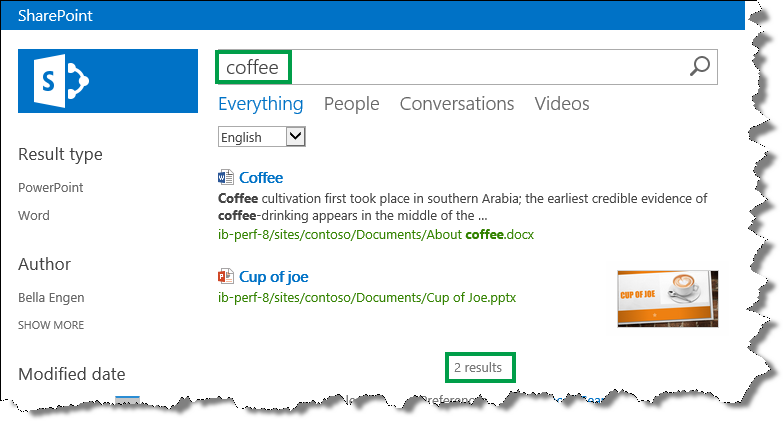 SharePoint
S
coffee
Everything People Conversations Videos
English
Result type
PowerPoint
Word
Author
Bella Engen
SHOW MORE
Modified date
Coffee
Coffee cultivation first took place in southern Arabia; the earliest credible evidence of
coffee-drinking appears in the middle of the ...
ib-perf-8/sites/contoso/Documents/About coffee.docx
Cup of joe
ib-perf-8/sites/contoso/Documents/Cup of Joe.pptx
CUP OF JOE
2 results